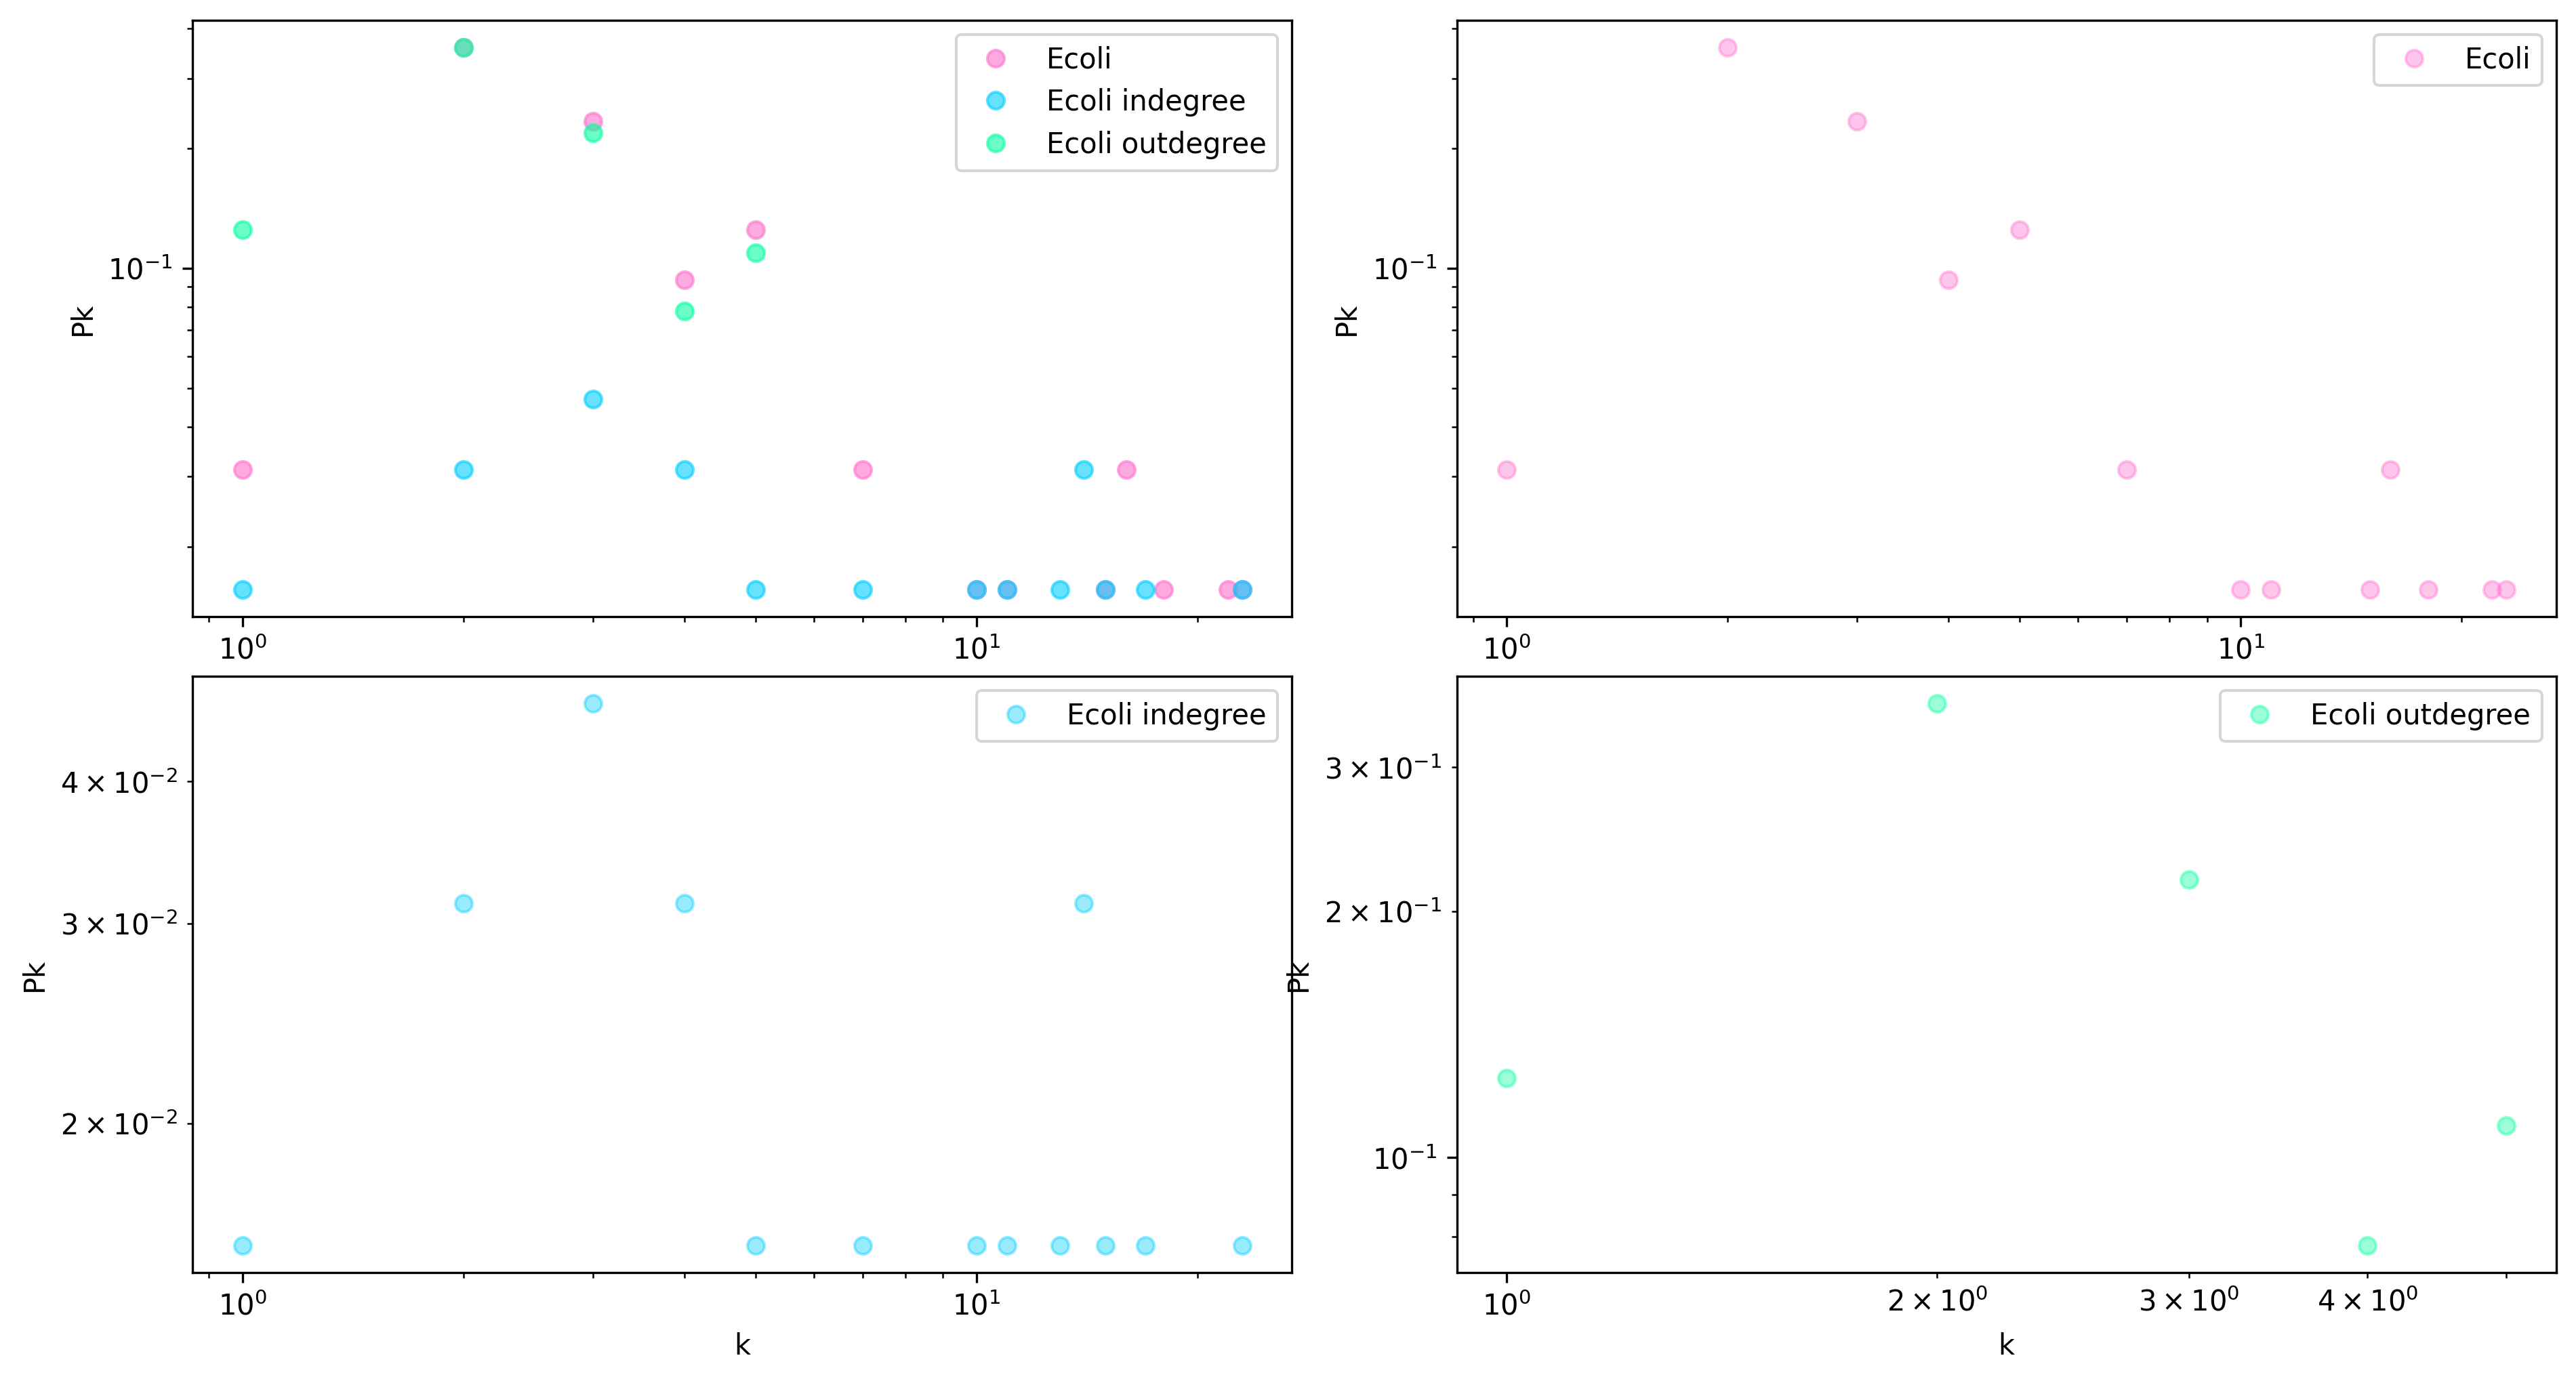 Ecoli
Ecoli indegree
Ecoli outdegree
10⁻¹
Pk
10⁰
10¹
Ecoli
10⁻¹
Pk
10⁰
10¹
Ecoli indegree
4 × 10⁻²
3 × 10⁻²
2 × 10⁻²
Pk
10⁰
10¹
k
Ecoli outdegree
3 × 10⁻¹
2 × 10⁻¹
10⁻¹
Pk
10⁰
2 × 10⁰
3 × 10⁰
4 × 10⁰
k